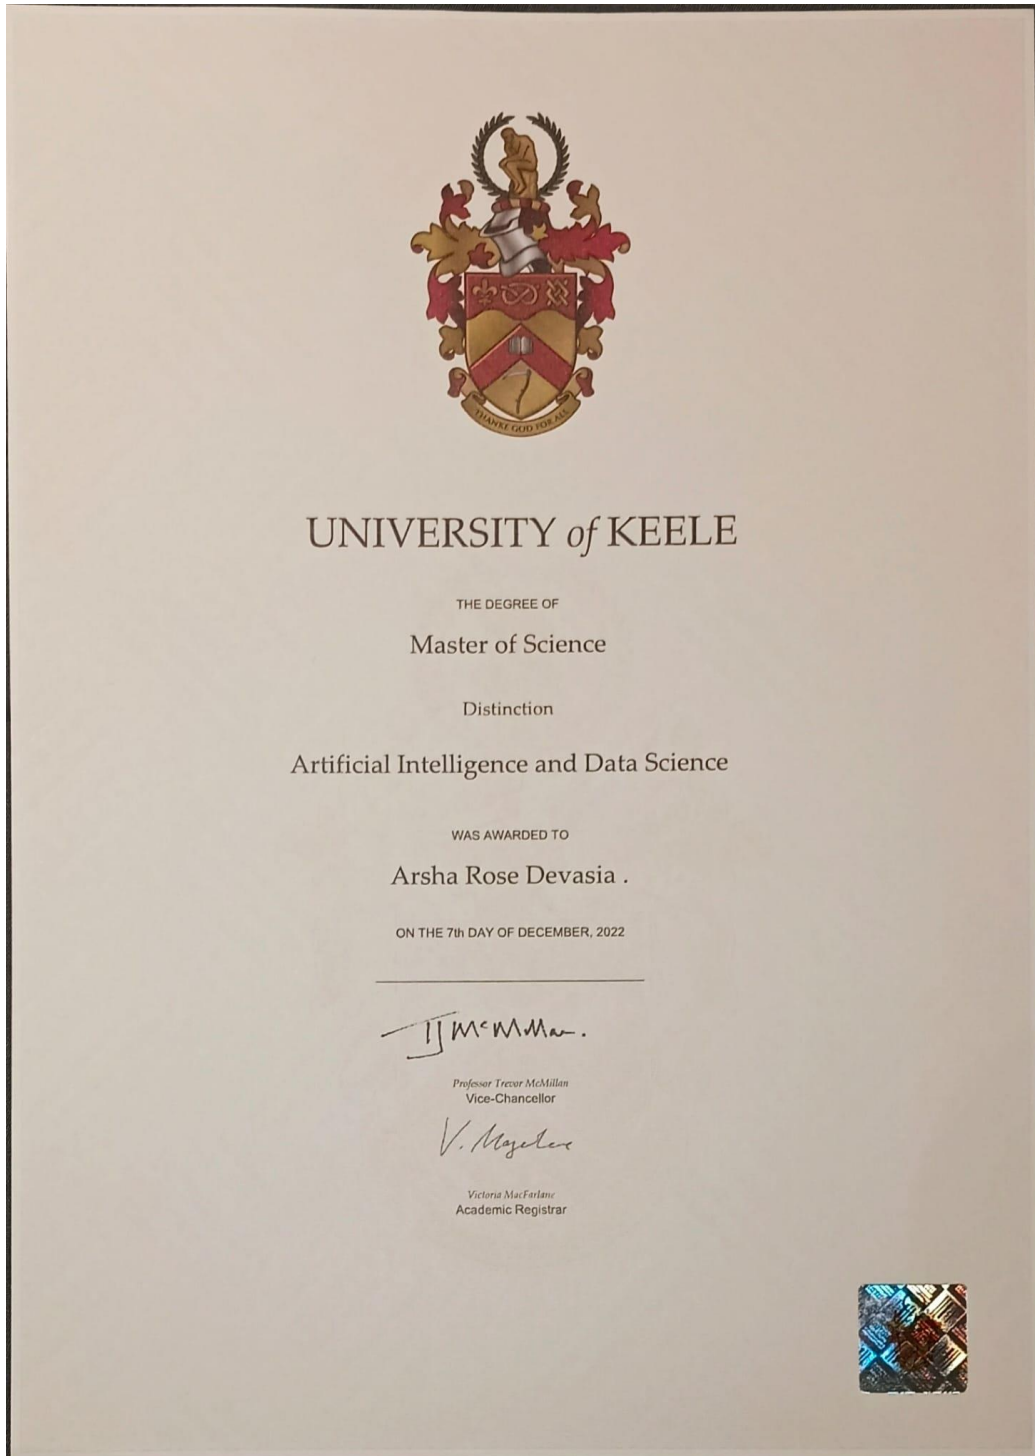 THANKE GOD FOR ALL
UNIVERSITY of KEELE
THE DEGREE OF
Master of Science
Distinction
Artificial Intelligence and Data Science
WAS AWARDED TO
Arsha Rose Devasia .
ON THE 7th DAY OF DECEMBER, 2022
TJ McMillan.
Professor Trevor McMillan
Vice-Chancellor
V.
Victoria MacFarlane
Academic Registrar